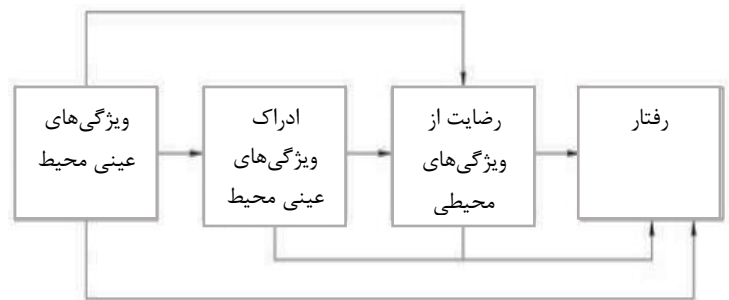 ویژگی‌های
عینی محیط
ادراک
ویژگی‌های
عینی محیط
رضایت از
ویژگی‌های
محیطی
رفتار